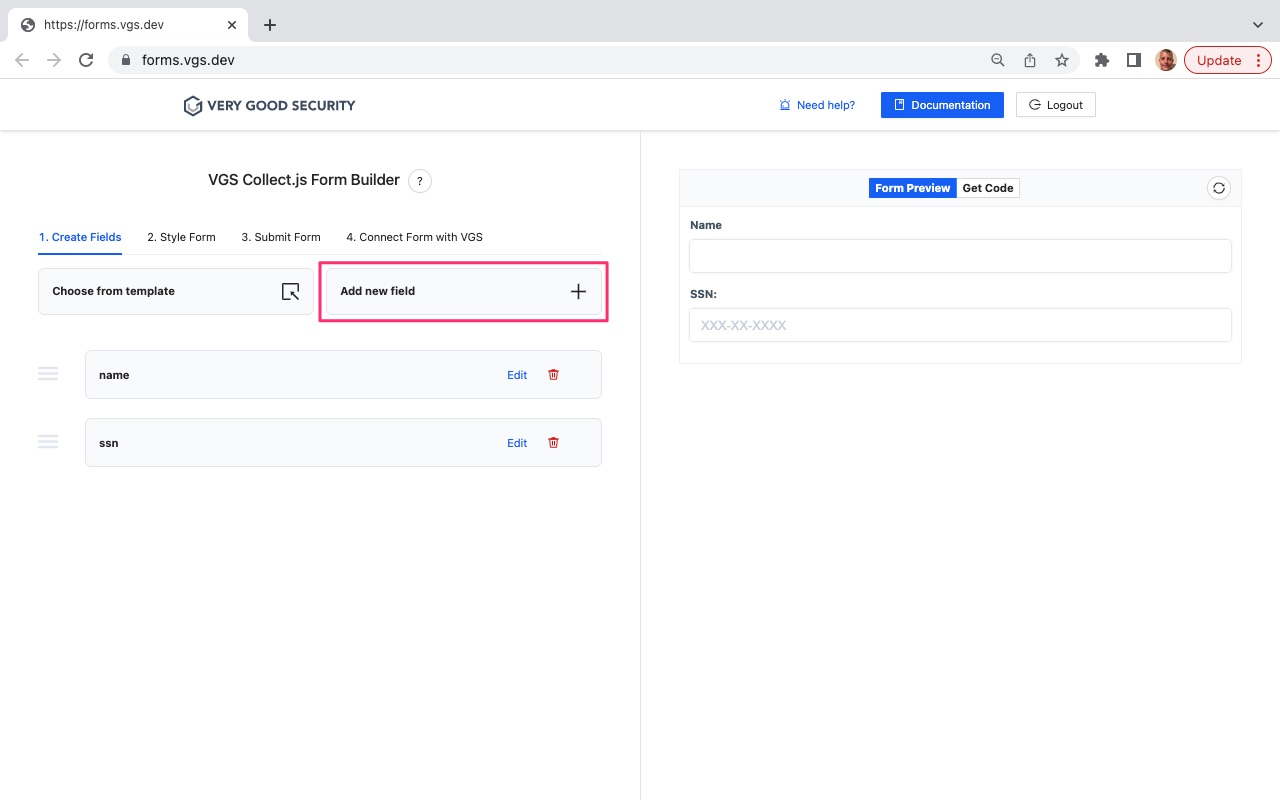 https://forms.vgs.dev
forms.vgs.dev
Update
VERY GOOD SECURITY
Need help?
Documentation
Logout
VGS Collect.js Form Builder ?
1. Create Fields
2. Style Form
3. Submit Form
4. Connect Form with VGS
Choose from template
Add new field
name
Edit
ssn
Edit
Form Preview
Get Code
Name
SSN:
XXX-XX-XXXX